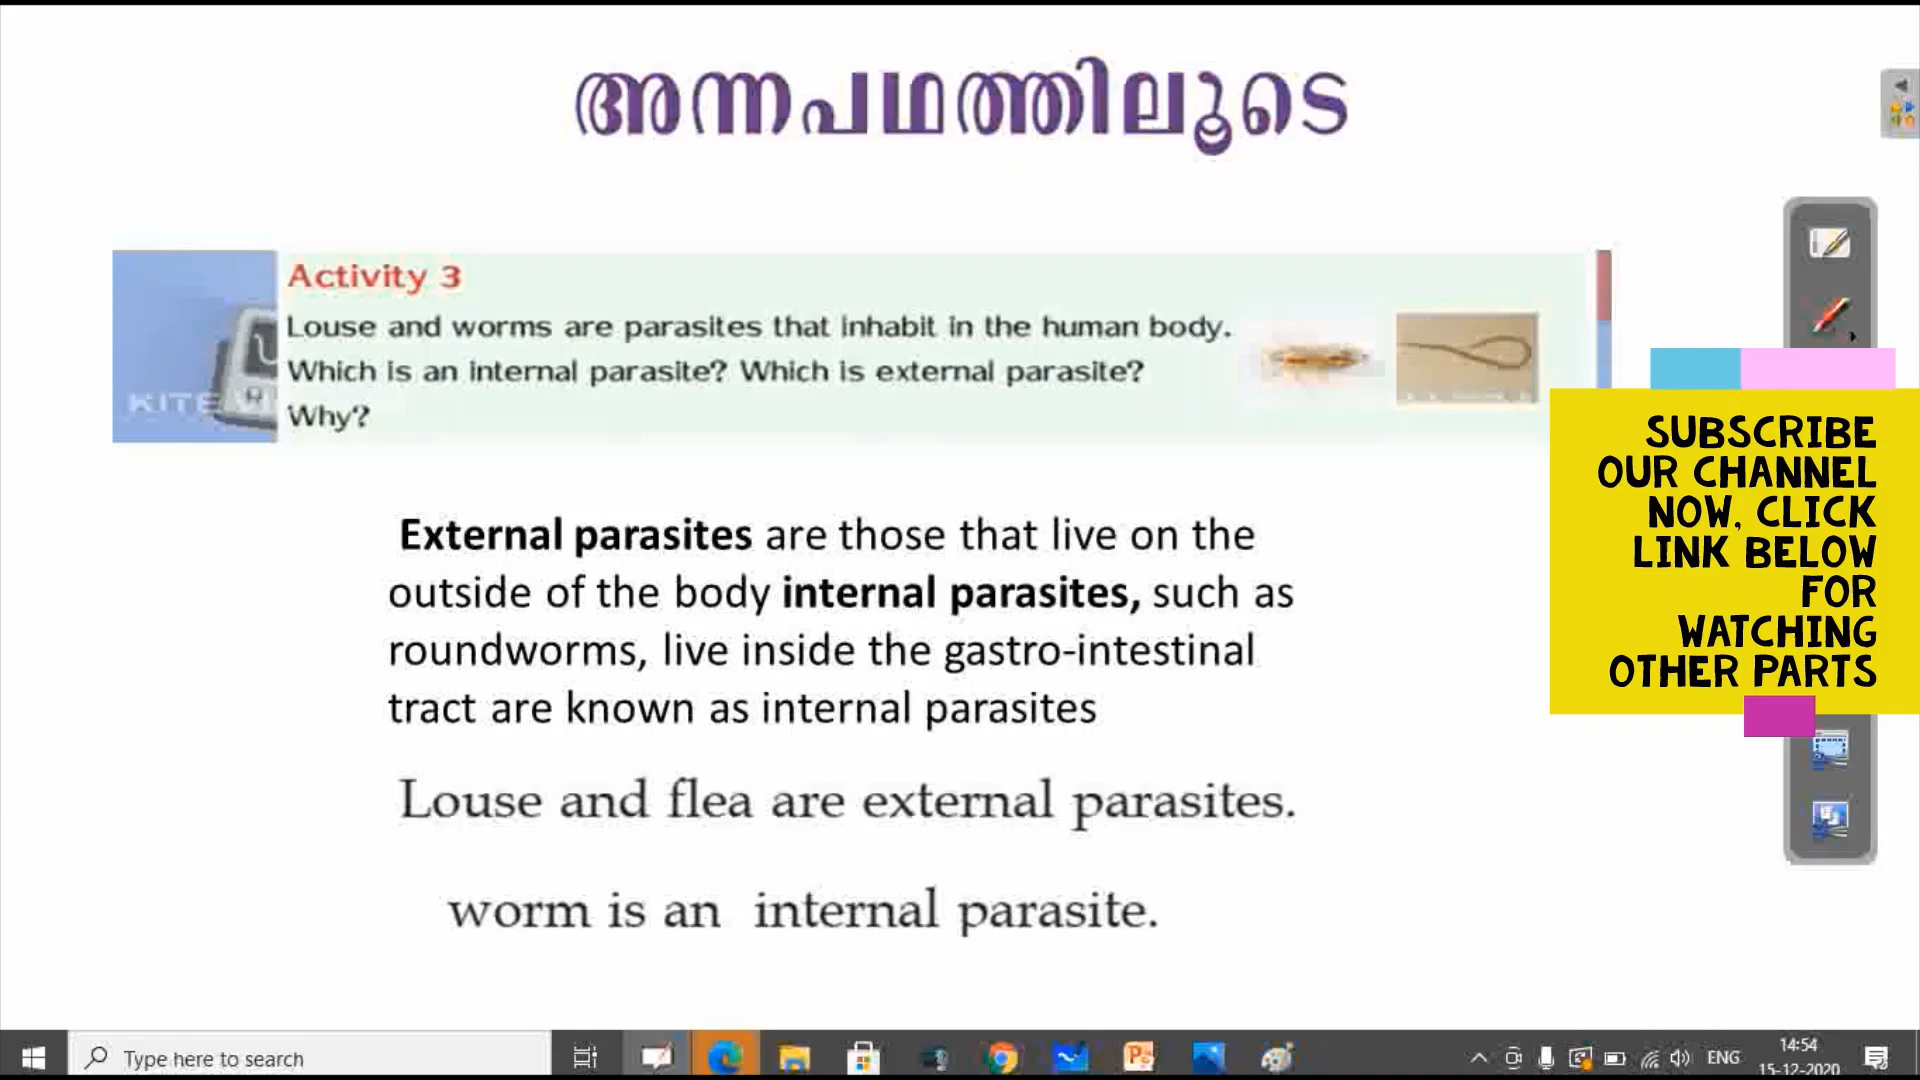 അന്നപഥത്തിലൂടെ
Activity 3
Louse and worms are parasites that inhabit in the human body.
Which is an internal parasite? Which is external parasite?
Why?
KITE
External parasites are those that live on the
outside of the body internal parasites, such as
roundworms, live inside the gastro-intestinal
tract are known as internal parasites
Louse and flea are external parasites.
worm is an internal parasite.
SUBSCRIBE
OUR CHANNEL
NOW, CLICK
LINK BELOW
FOR
WATCHING
OTHER PARTS
Type here to search
ENG
14:54
15-12-2020